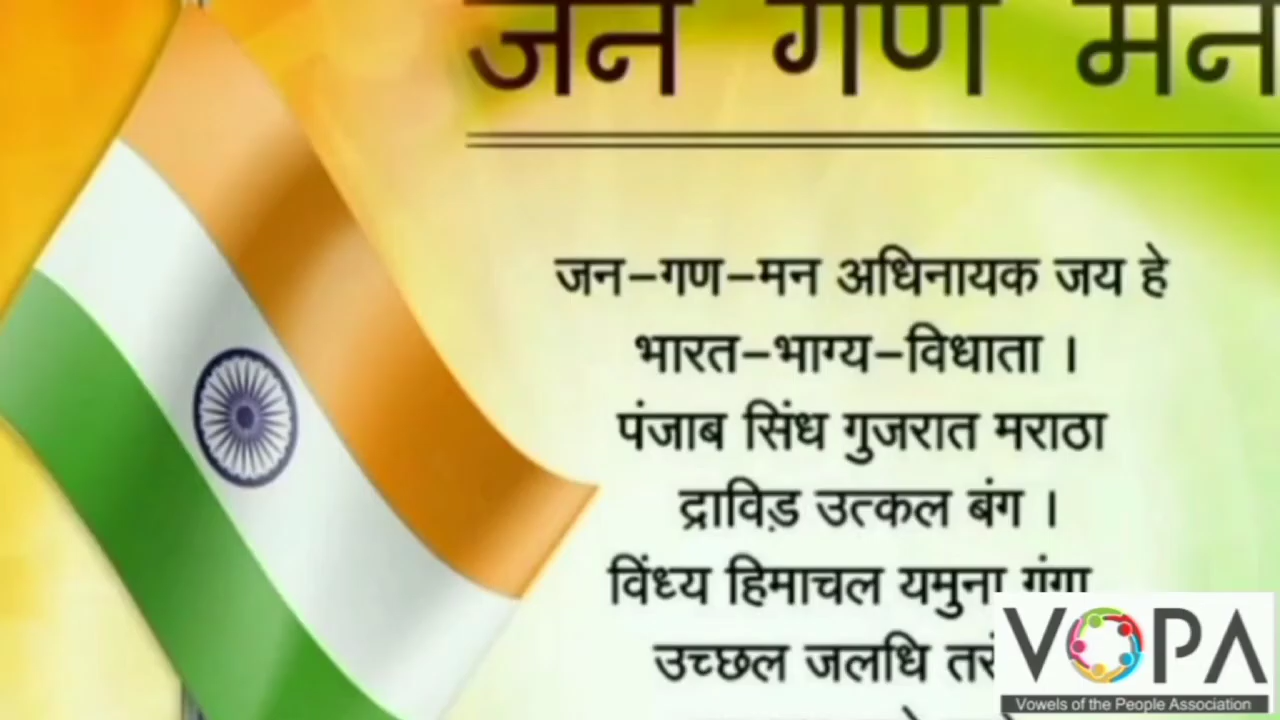 जन गण मन
जन-गण-मन अधिनायक जय हे
भारत-भाग्य-विधाता ।
पंजाब सिंध गुजरात मराठा
द्राविड़ उत्कल बंग ।
विंध्य हिमाचल यमुना गंगा
उच्छल जलधि
VOPA
Vowels of the People Association